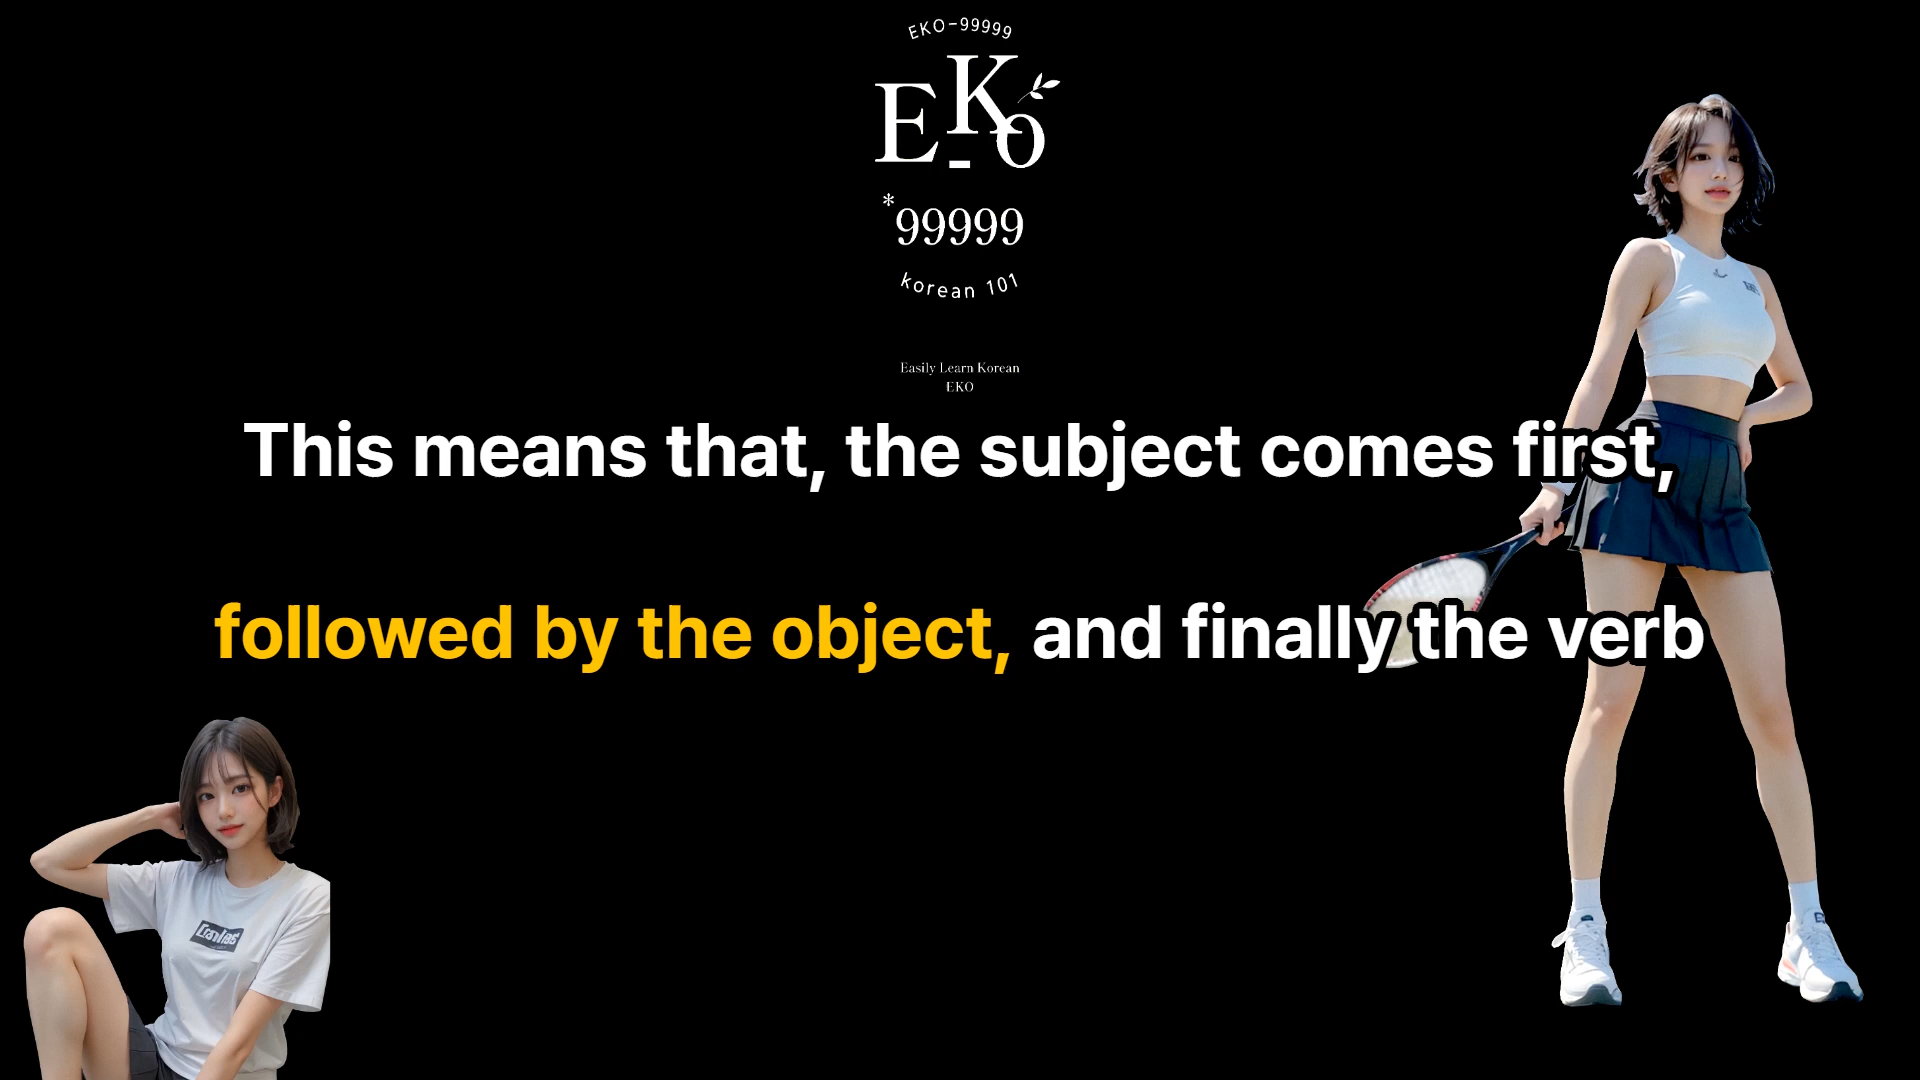 EKO-99999
EKo
*99999
korean 101
Easily Learn Korean
EKO
This means that, the subject comes first,
followed by the object, and finally the verb